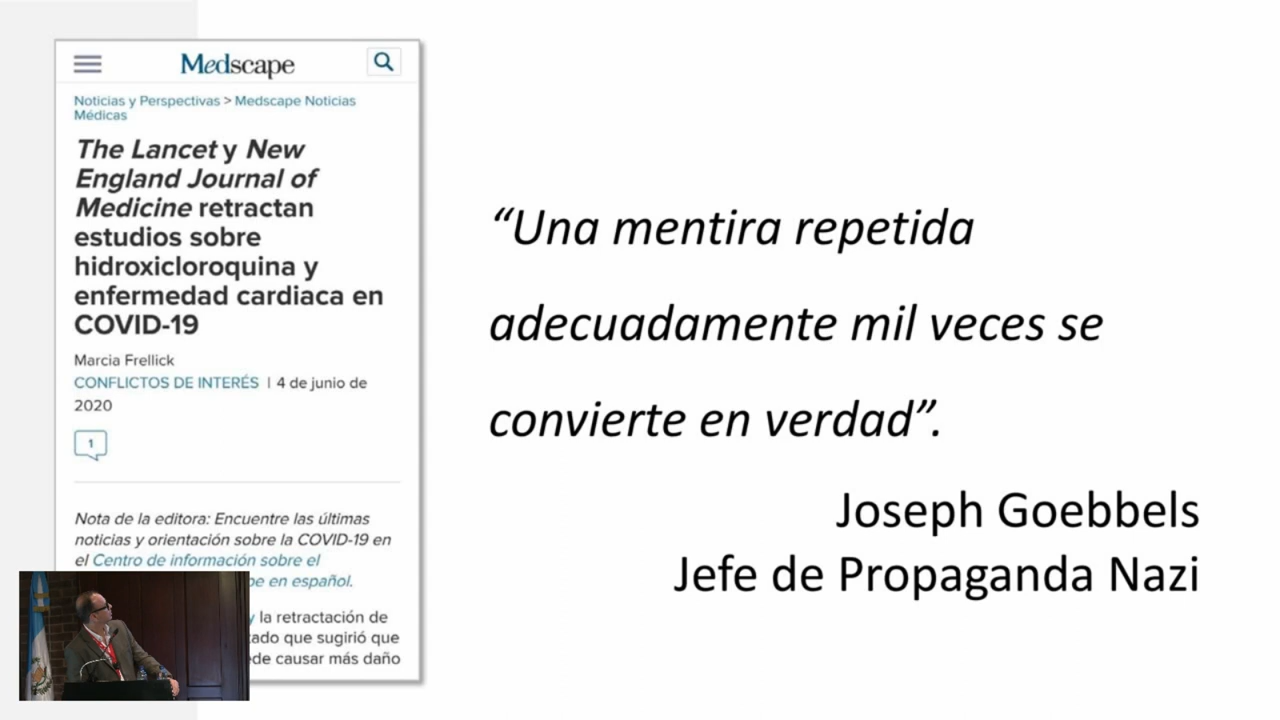 Medscape
Noticias y Perspectivas > Medscape Noticias
Médicas
The Lancet y New
England Journal of
Medicine retractan
estudios sobre
hidroxicloroquina y
enfermedad cardiaca en
COVID-19
Marcia Frellick
CONFLICTOS DE INTERÉS | 4 de junio de
2020
1
Nota de la editora: Encuentre las últimas
noticias y orientación sobre la COVID-19 en
el Centro de información sobre el
en español.
y la retractación de
que sugirió que
causar más daño
“Una mentira repetida
adecuadamente mil veces se
convierte en verdad”.
Joseph Goebbels
Jefe de Propaganda Nazi